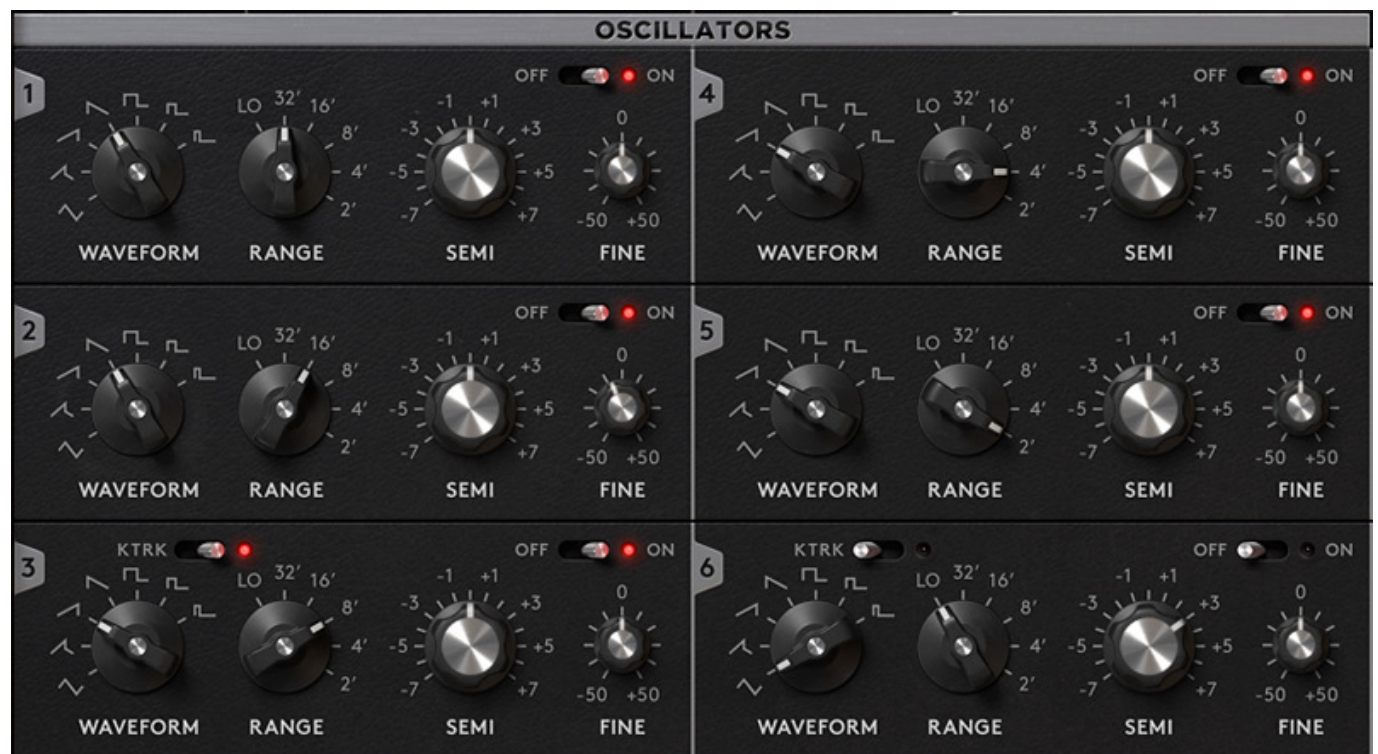 OSCILLATORS
1
OFF ON
LO 32′ 16′ 8′ 4′ 2′
-7 -5 -3 -1 +1 +3 +5 +7
-50 0 +50
WAVEFORM RANGE SEMI FINE
4
OFF ON
LO 32′ 16′ 8′ 4′ 2′
-7 -5 -3 -1 +1 +3 +5 +7
-50 0 +50
WAVEFORM RANGE SEMI FINE
2
OFF ON
LO 32′ 16′ 8′ 4′ 2′
-7 -5 -3 -1 +1 +3 +5 +7
-50 0 +50
WAVEFORM RANGE SEMI FINE
5
OFF ON
LO 32′ 16′ 8′ 4′ 2′
-7 -5 -3 -1 +1 +3 +5 +7
-50 0 +50
WAVEFORM RANGE SEMI FINE
3
KTRK
OFF ON
LO 32′ 16′ 8′ 4′ 2′
-7 -5 -3 -1 +1 +3 +5 +7
-50 0 +50
WAVEFORM RANGE SEMI FINE
6
KTRK
OFF ON
LO 32′ 16′ 8′ 4′ 2′
-7 -5 -3 -1 +1 +3 +5 +7
-50 0 +50
WAVEFORM RANGE SEMI FINE